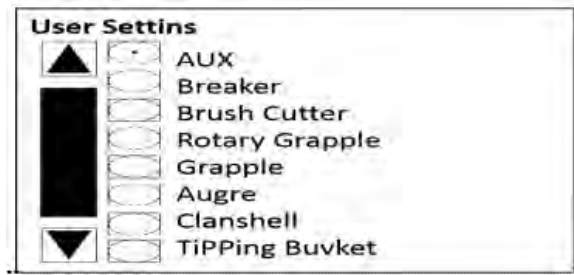 User Settins
AUX
Breaker
Brush Cutter
Rotary Grapple
Grapple
Augre
Clanshell
TiPPing Buvket